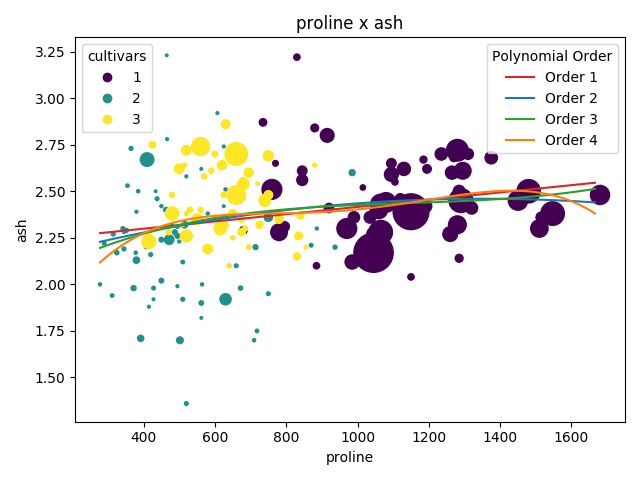 proline x ash
cultivars
1
2
3
Polynomial Order
Order 1
Order 2
Order 3
Order 4
3.25
3.00
2.75
2.50
2.25
2.00
1.75
1.50
ash
400
600
800
1000
1200
1400
1600
proline